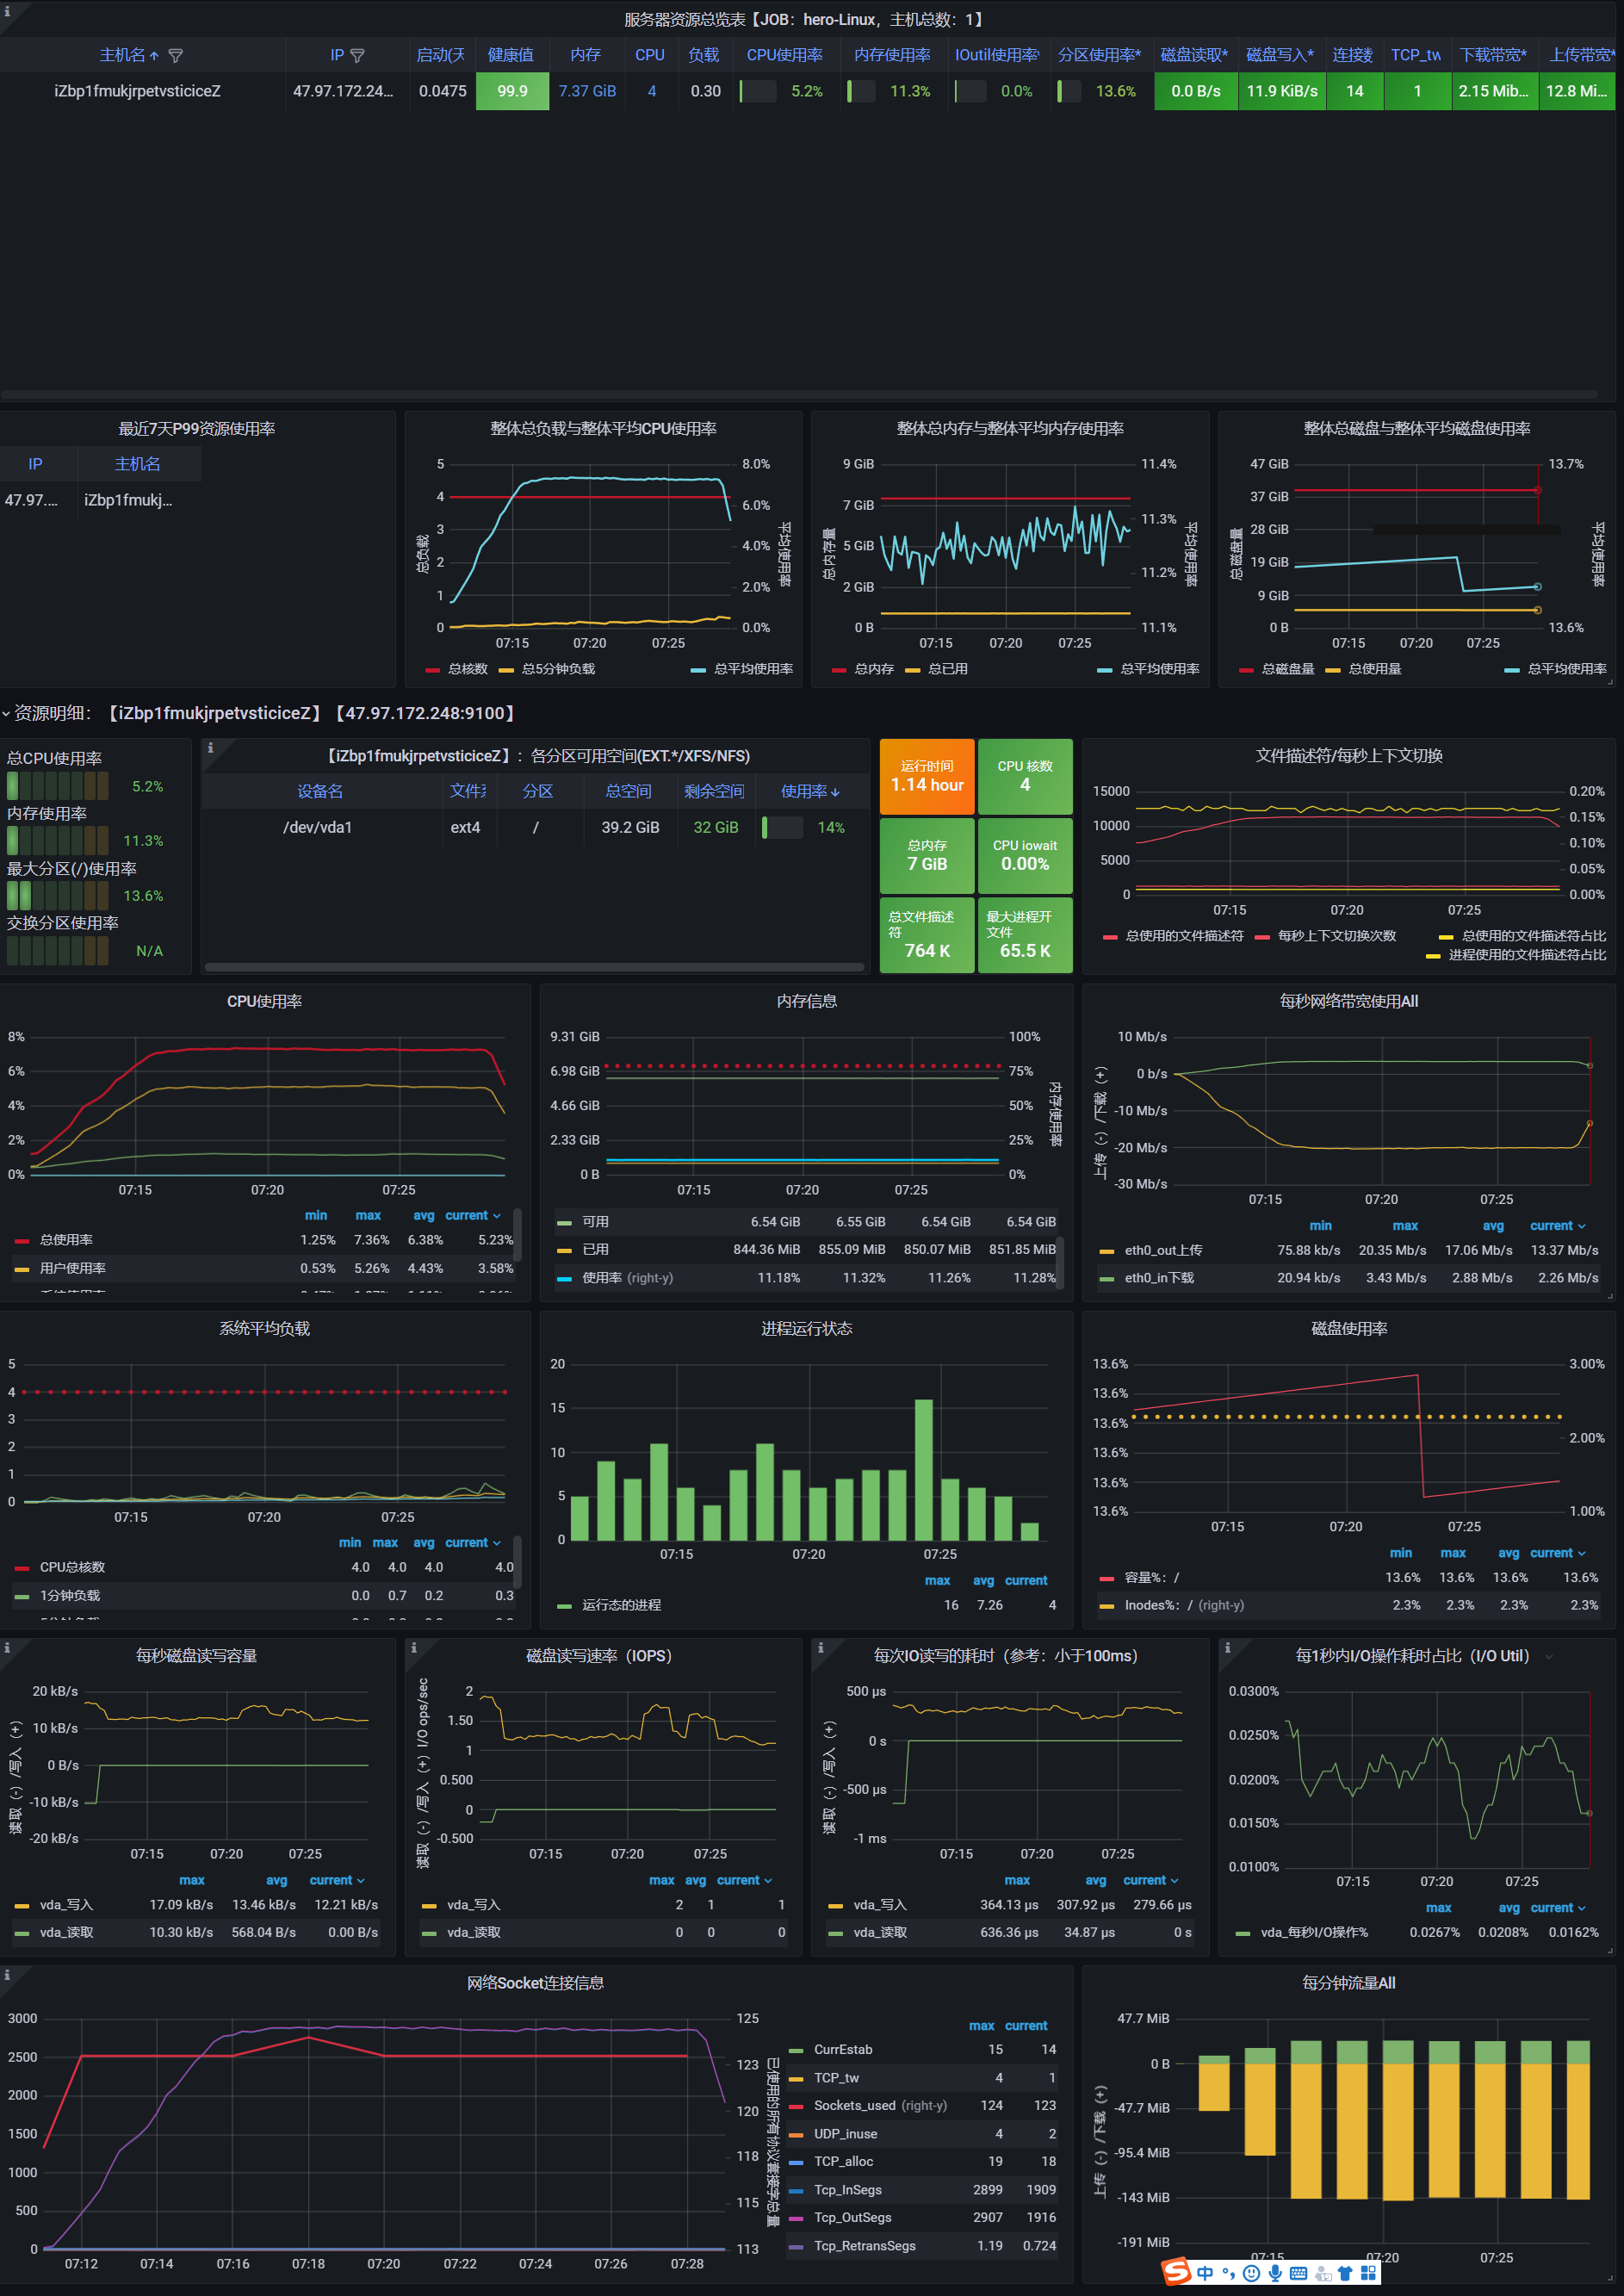 服务器资源总览表【JOB：hero-Linux，主机总数：1】
主机名 IP 启动(天 健康值 内存 CPU 负载 CPU使用率 内存使用率 IOutil使用率* 分区使用率* 磁盘读取* 磁盘写入* 连接数 TCP_tw 下载带宽* 上传带宽*
iZbp1fmukjrpetvsticiceZ 47.97.172.24... 0.0475 99.9 7.37 GiB 4 0.30 5.2% 11.3% 0.0% 13.6% 0.0 B/s 11.9 KiB/s 14 1 2.15 Mib... 12.8 Mi...
最近7天P99资源使用率
IP 主机名
47.97.... iZbp1fmukj...
整体总负载与整体平均CPU使用率
5
4
3
2
1
0
总负载
8.0%
6.0%
4.0%
2.0%
0.0%
平均使用率
07:15 07:20 07:25
总核数 总5分钟负载 总平均使用率
整体总内存与整体平均内存使用率
9 GiB
7 GiB
5 GiB
2 GiB
0 B
总内存量
11.4%
11.3%
11.2%
11.1%
平均使用率
07:15 07:20 07:25
总内存 总已用 总平均使用率
整体总磁盘与整体平均磁盘使用率
47 GiB
37 GiB
28 GiB
19 GiB
9 GiB
0 B
总磁盘量
13.7%
13.6%
平均使用率
07:15 07:20 07:25
总磁盘量 总使用量 总平均使用率
资源明细：【iZbp1fmukjrpetvsticiceZ】【47.97.172.248:9100】
总CPU使用率
5.2%
内存使用率
11.3%
最大分区(/)使用率
13.6%
交换分区使用率
N/A
【iZbp1fmukjrpetvsticiceZ】：各分区可用空间(EXT.*/XFS/NFS)
设备名 文件系 分区 总空间 剩余空间 使用率
/dev/vda1 ext4 / 39.2 GiB 32 GiB 14%
运行时间
1.14 hour
CPU 核数
4
总内存
7 GiB
CPU iowait
0.00%
总文件描述
符
764 K
最大进程开
文件
65.5 K
文件描述符/每秒上下文切换
15000
10000
5000
0
0.20%
0.15%
0.10%
0.05%
0.00%
07:15 07:20 07:25
总使用的文件描述符 每秒上下文切换次数 总使用的文件描述符占比
进程使用的文件描述符占比
CPU使用率
8%
6%
4%
2%
0%
07:15 07:20 07:25
min max avg current
总使用率 1.25% 7.36% 6.38% 5.23%
用户使用率 0.53% 5.26% 4.43% 3.58%
内存信息
9.31 GiB
6.98 GiB
4.66 GiB
2.33 GiB
0 B
100%
75%
50%
25%
0%
内存使用率
07:15 07:20 07:25
可用 6.54 GiB 6.55 GiB 6.54 GiB 6.54 GiB
已用 844.36 MiB 855.09 MiB 850.07 MiB 851.85 MiB
使用率 (right-y) 11.18% 11.32% 11.26% 11.28%
每秒网络带宽使用All
10 Mb/s
0 b/s
-10 Mb/s
-20 Mb/s
-30 Mb/s
上传（-）/下载（+）
07:15 07:20 07:25
min max avg current
eth0_out上传 75.88 kb/s 20.35 Mb/s 17.06 Mb/s 13.37 Mb/s
eth0_in下载 20.94 kb/s 3.43 Mb/s 2.88 Mb/s 2.26 Mb/s
系统平均负载
5
4
3
2
1
0
07:15 07:20 07:25
min max avg current
CPU总核数 4.0 4.0 4.0 4.0
1分钟负载 0.0 0.7 0.2 0.3
进程运行状态
20
15
10
5
0
07:15 07:20 07:25
max avg current
运行态的进程 16 7.26 4
磁盘使用率
13.6%
13.6%
13.6%
13.6%
13.6%
13.6%
3.00%
2.00%
1.00%
07:15 07:20 07:25
min max avg current
容量%：/ 13.6% 13.6% 13.6% 13.6%
Inodes%：/ (right-y) 2.3% 2.3% 2.3% 2.3%
每秒磁盘读写容量
20 kB/s
10 kB/s
0 B/s
-10 kB/s
-20 kB/s
读取（-）/写入（+）
07:15 07:20 07:25
max avg current
vda_写入 17.09 kB/s 13.46 kB/s 12.21 kB/s
vda_读取 10.30 kB/s 568.04 B/s 0.00 B/s
磁盘读写速率（IOPS）
2
1.50
1
0.500
0
-0.500
读取（-）/写入（+）I/O ops/sec
07:15 07:20 07:25
max avg current
vda_写入 2 1 1
vda_读取 0 0 0
每次IO读写的耗时（参考：小于100ms）
500 µs
0 s
-500 µs
-1 ms
读取（-）/写入（+）
07:15 07:20 07:25
max avg current
vda_写入 364.13 µs 307.92 µs 279.66 µs
vda_读取 636.36 µs 34.87 µs 0 s
每1秒内I/O操作耗时占比（I/O Util）
0.0300%
0.0250%
0.0200%
0.0150%
0.0100%
07:15 07:20 07:25
max avg current
vda_每秒I/O操作% 0.0267% 0.0208% 0.0162%
网络Socket连接信息
3000
2500
2000
1500
1000
500
0
125
123
120
118
115
113
已使用的所有协议套接字总量
07:12 07:14 07:16 07:18 07:20 07:22 07:24 07:26 07:28
max current
CurrEstab 15 14
TCP_tw 4 1
Sockets_used (right-y) 124 123
UDP_inuse 4 2
TCP_alloc 19 18
Tcp_InSegs 2899 1909
Tcp_OutSegs 2907 1916
Tcp_RetransSegs 1.19 0.724
每分钟流量All
47.7 MiB
0 B
-47.7 MiB
-95.4 MiB
-143 MiB
-191 MiB
上传（-）/下载（+）
07:15 07:20 07:25
S 中